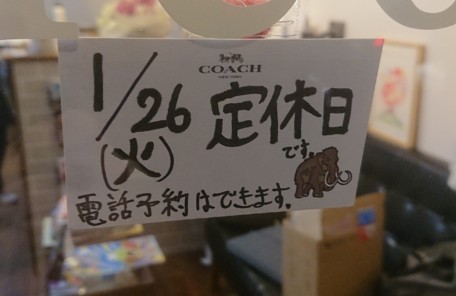 COACH
NEW YORK
1/26 定休日
(火) です。
電話予約はできます。